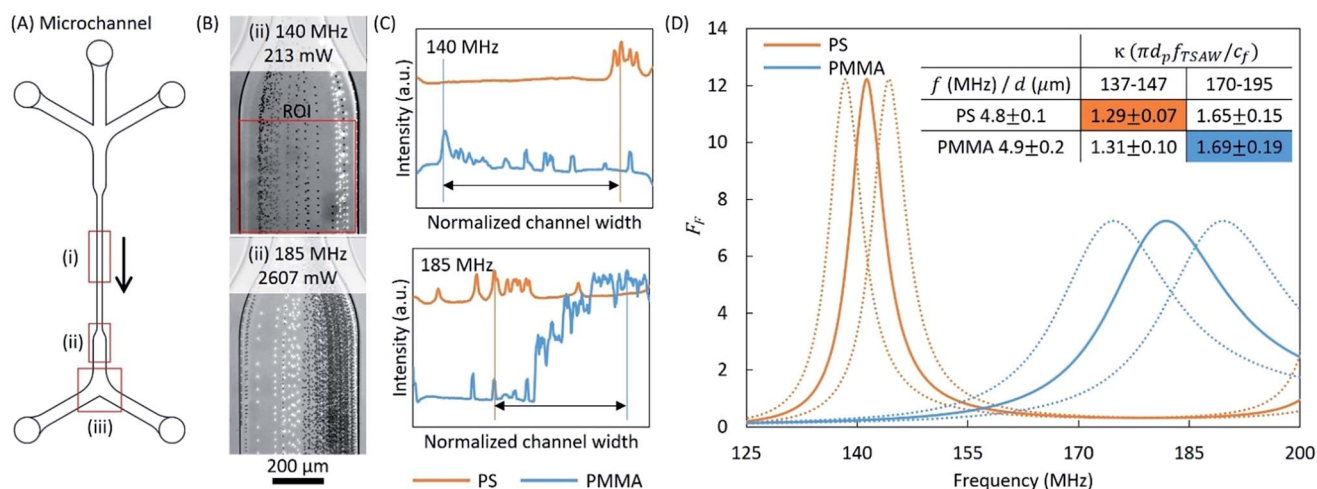 (A) Microchannel
(i)
(ii)
(iii)
(B)
(ii) 140 MHz
213 mW
ROI
(ii) 185 MHz
2607 mW
200 µm
(C)
140 MHz
Intensity (a.u.)
Normalized channel width
185 MHz
Intensity (a.u.)
Normalized channel width
PS PMMA
(D)
PS
PMMA
κ (πd_p f_TSAW/c_f)
f (MHz) / d (µm) 137-147 170-195
PS 4.8±0.1 1.29±0.07 1.65±0.15
PMMA 4.9±0.2 1.31±0.10 1.69±0.19
F_F
14
12
10
8
6
4
2
0
125 140 155 170 185 200
Frequency (MHz)